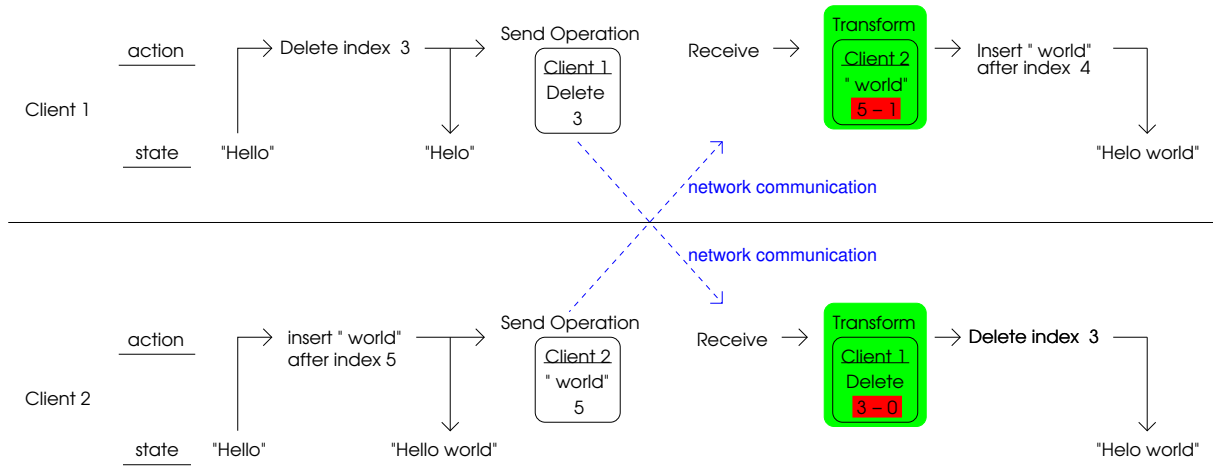 Client 1
action
Delete index 3
Send Operation
Client 1
Delete
3
Receive
Transform
Client 2
" world"
5 – 1
Insert " world"
after index 4
state
"Hello"
"Helo"
"Helo world"
network communication
network communication
Client 2
action
insert " world"
after index 5
Send Operation
Client 2
" world"
5
Receive
Transform
Client 1
Delete
3 – 0
Delete index 3
state
"Hello"
"Hello world"
"Helo world"